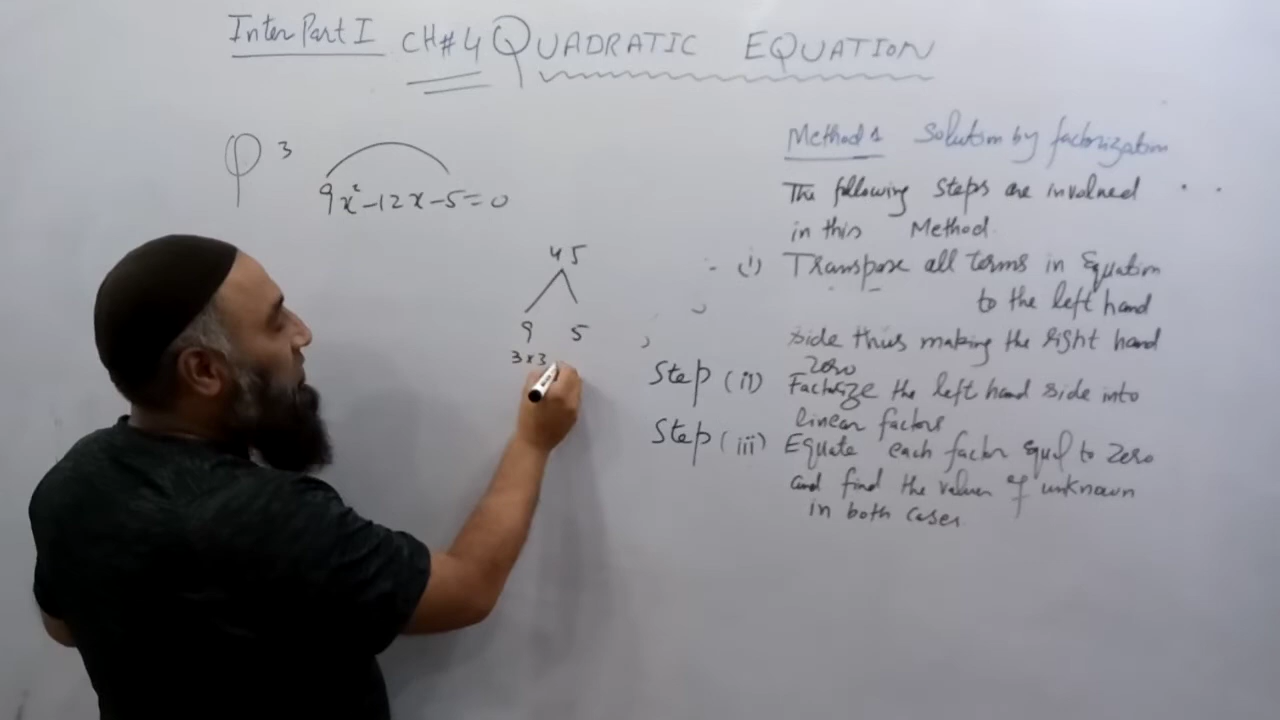 Inter Part I CH#4 QUADRATIC EQUATION
Q 3
9x²-12x-5=0
45
9 5
3x3
Method 1 Solution by factorization
The following steps are involved
in this Method.
(i) Transpose all terms in Equation
to the left hand
side thus making the right hand
zero
Step (ii) Factorize the left hand side into
linear factors
Step (iii) Equate each factor equal to zero
and find the values of unknown
in both cases.